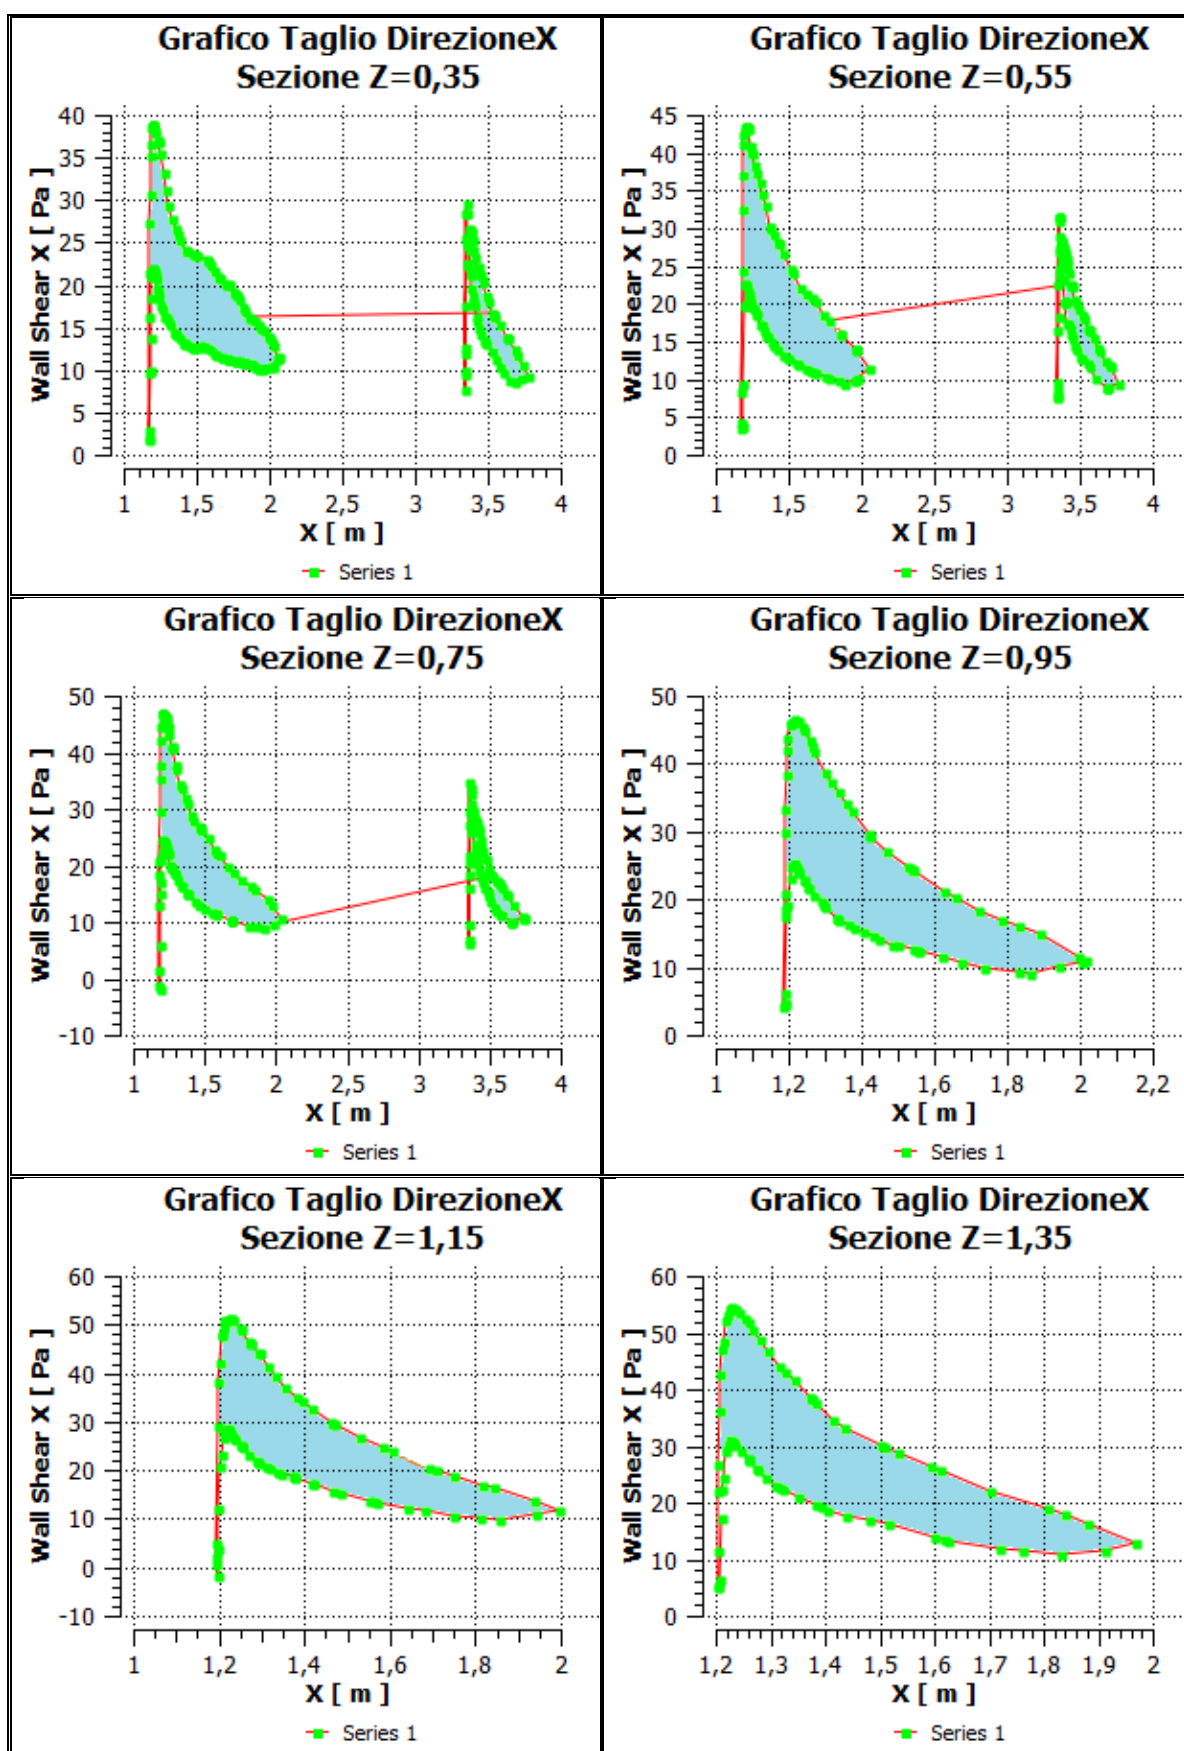 Grafico Taglio DirezioneX
Sezione Z=0,35
40
35
30
25
20
15
10
5
0
Wall Shear X [ Pa ]
1 1,5 2 2,5 3 3,5 4
X [ m ]
Series 1
Grafico Taglio DirezioneX
Sezione Z=0,55
45
40
35
30
25
20
15
10
5
0
Wall Shear X [ Pa ]
1 1,5 2 2,5 3 3,5 4
X [ m ]
Series 1
Grafico Taglio DirezioneX
Sezione Z=0,75
50
40
30
20
10
0
-10
Wall Shear X [ Pa ]
1 1,5 2 2,5 3 3,5 4
X [ m ]
Series 1
Grafico Taglio DirezioneX
Sezione Z=0,95
50
40
30
20
10
0
Wall Shear X [ Pa ]
1 1,2 1,4 1,6 1,8 2 2,2
X [ m ]
Series 1
Grafico Taglio DirezioneX
Sezione Z=1,15
60
50
40
30
20
10
0
-10
Wall Shear X [ Pa ]
1 1,2 1,4 1,6 1,8 2
X [ m ]
Series 1
Grafico Taglio DirezioneX
Sezione Z=1,35
60
50
40
30
20
10
0
Wall Shear X [ Pa ]
1,2 1,3 1,4 1,5 1,6 1,7 1,8 1,9 2
X [ m ]
Series 1